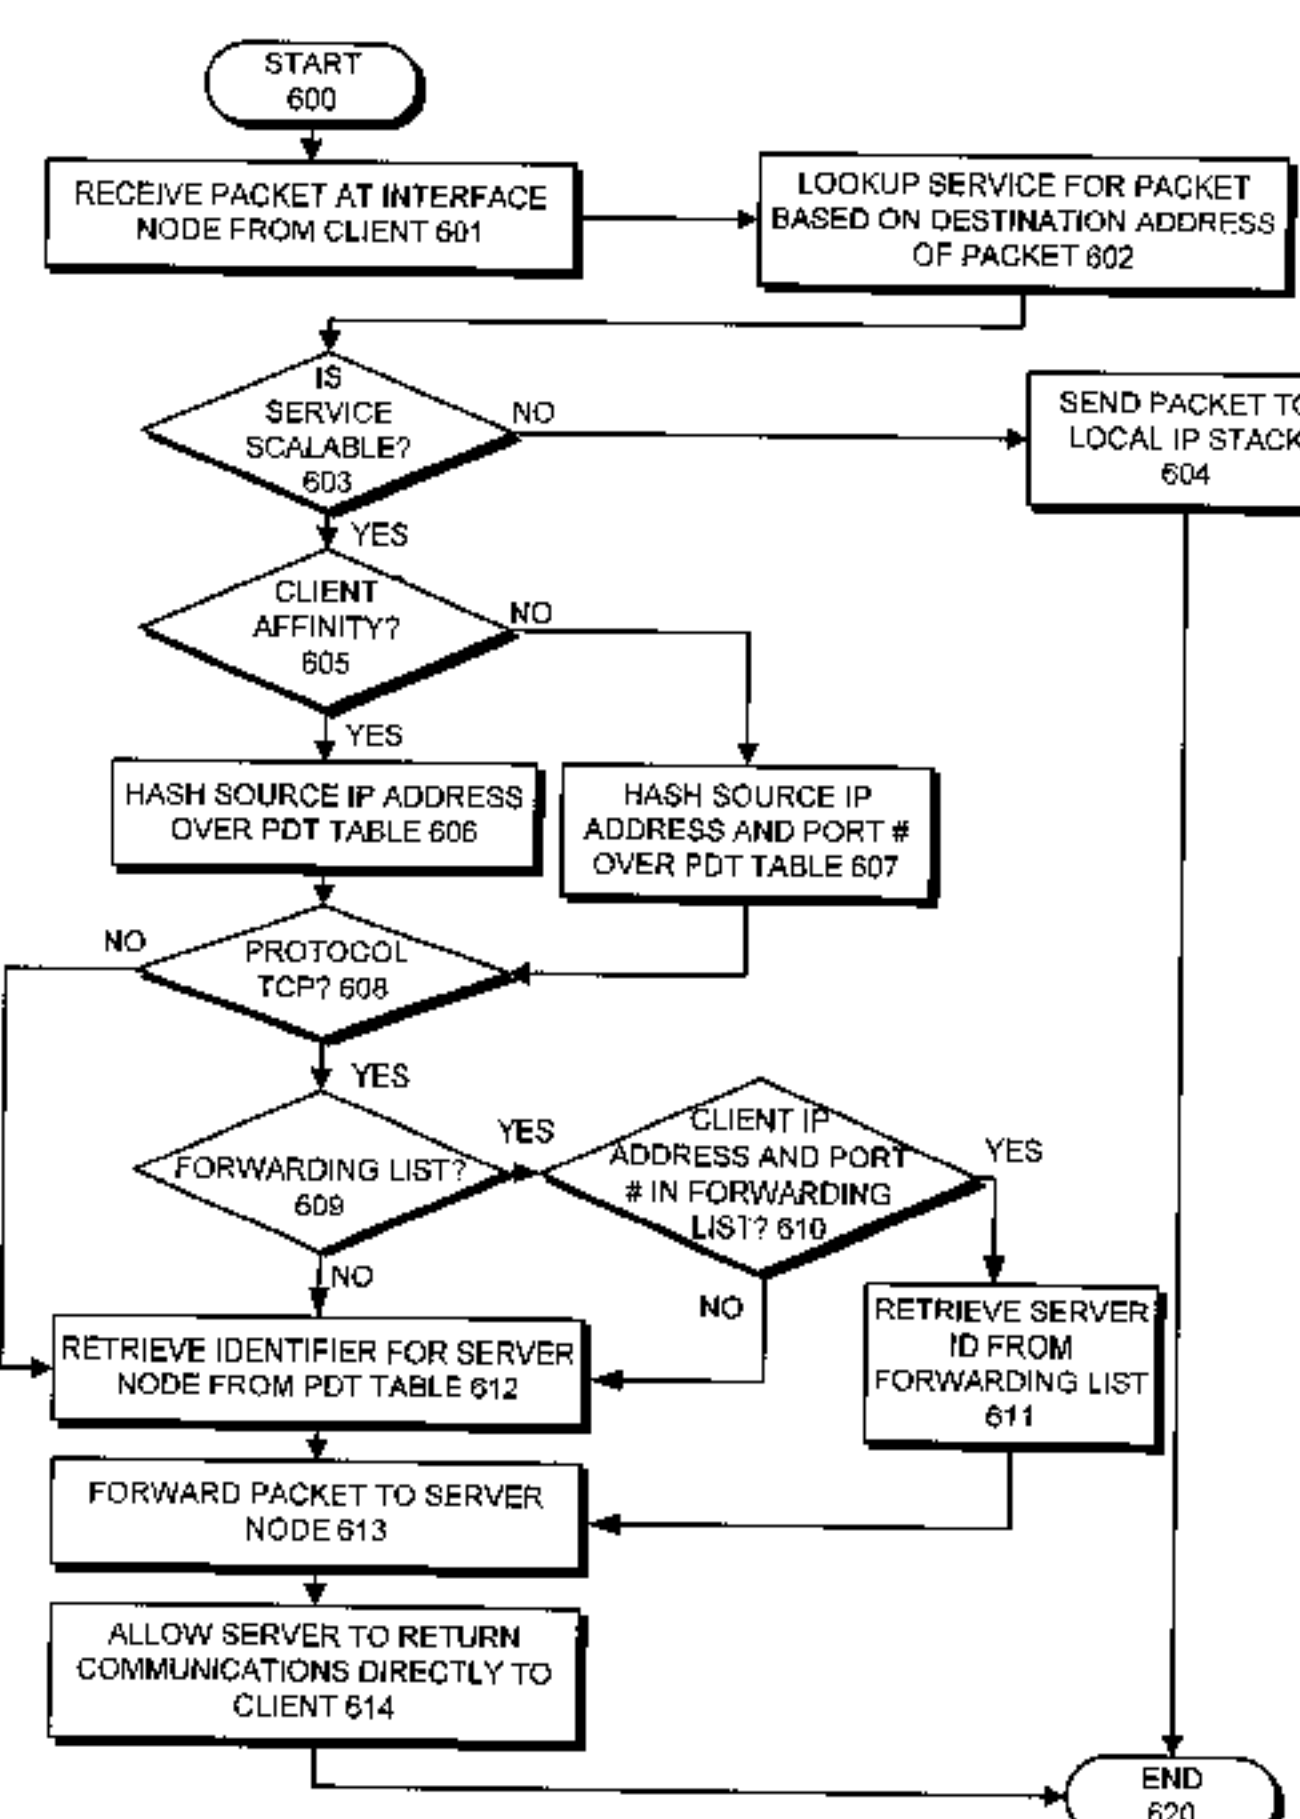 START
600
RECEIVE PACKET AT INTERFACE
NODE FROM CLIENT 601
LOOKUP SERVICE FOR PACKET
BASED ON DESTINATION ADDRESS
OF PACKET 602
IS
SERVICE
SCALABLE?
603
NO
SEND PACKET TO
LOCAL IP STACK
604
YES
CLIENT
AFFINITY?
605
NO
YES
HASH SOURCE IP ADDRESS
OVER PDT TABLE 606
HASH SOURCE IP
ADDRESS AND PORT #
OVER PDT TABLE 607
NO
PROTOCOL
TCP? 608
YES
FORWARDING LIST?
609
YES
CLIENT IP
ADDRESS AND PORT
# IN FORWARDING
LIST? 610
YES
NO
NO
RETRIEVE SERVER
ID FROM
FORWARDING LIST
611
RETRIEVE IDENTIFIER FOR SERVER
NODE FROM PDT TABLE 612
FORWARD PACKET TO SERVER
NODE 613
ALLOW SERVER TO RETURN
COMMUNICATIONS DIRECTLY TO
CLIENT 614
END
620